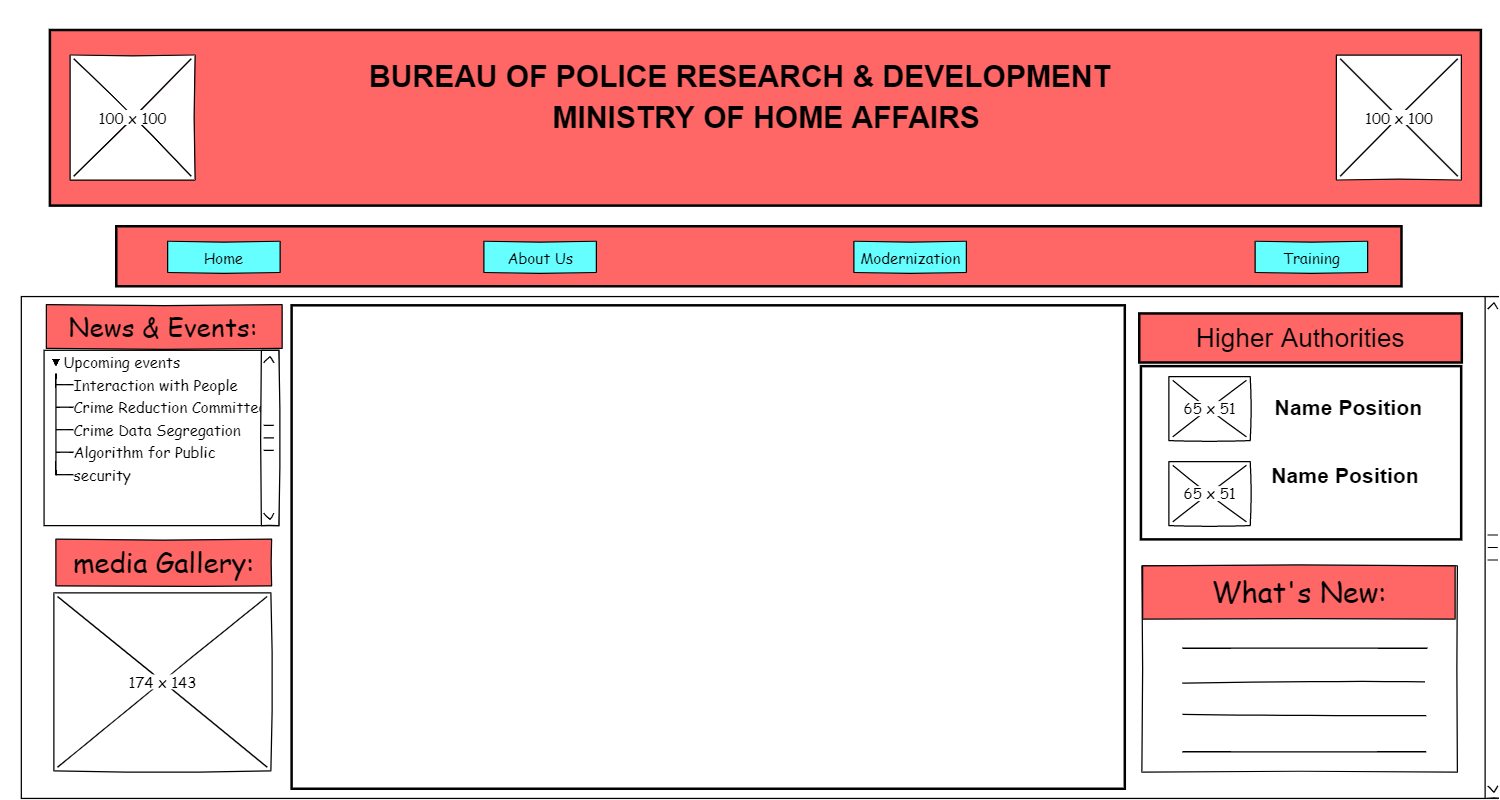 BUREAU OF POLICE RESEARCH & DEVELOPMENT
MINISTRY OF HOME AFFAIRS
100 x 100
100 x 100
Home
About Us
Modernization
Training
News & Events:
▼Upcoming events
Interaction with People
Crime Reduction Committe
Crime Data Segregation
Algorithm for Public
security
media Gallery:
174 x 143
Higher Authorities
65 x 51
Name Position
65 x 51
Name Position
What's New: